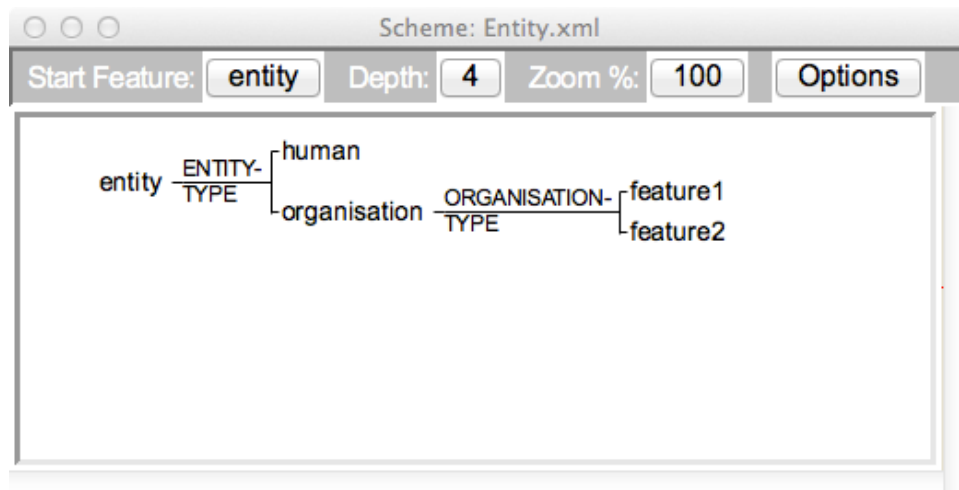 Scheme: Entity.xml
Start Feature: entity Depth: 4 Zoom %: 100 Options
human
entity ENTITY-
TYPE
organisation ORGANISATION-
TYPE
feature1
feature2